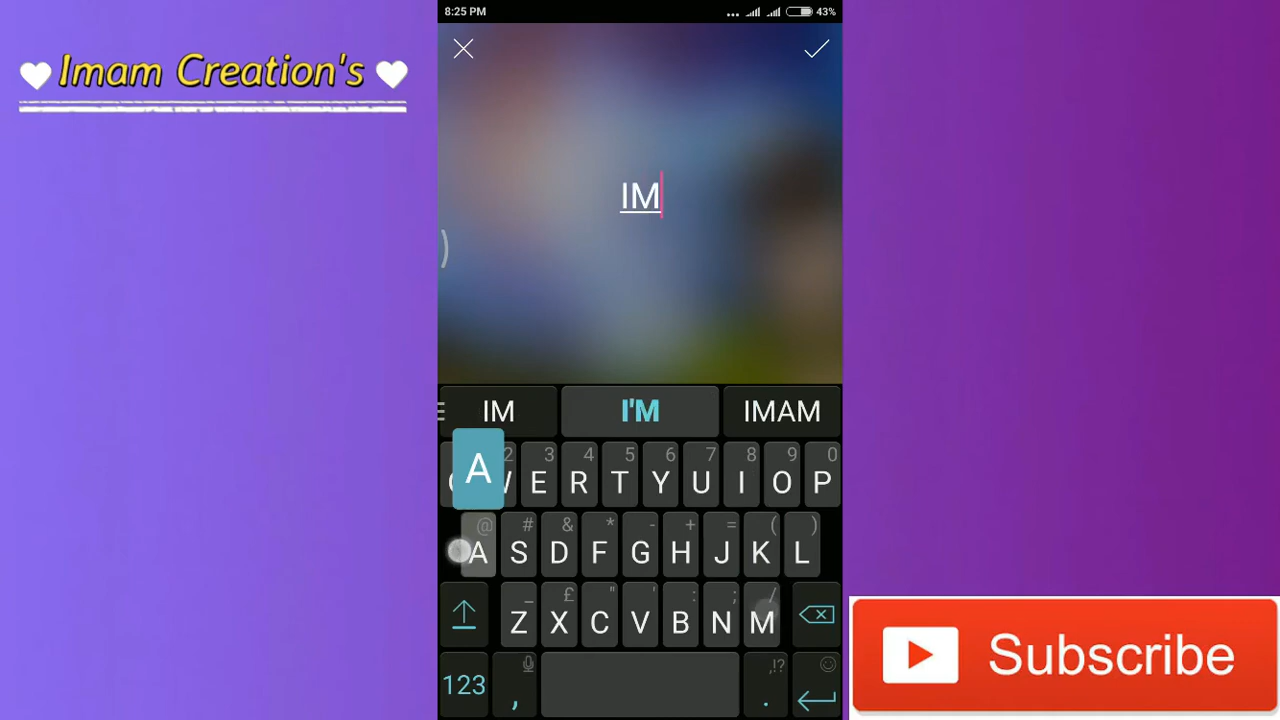 8:25 PM ... 43%
Imam Creation's
IM
)
IM I'M IMAM
A
2 3 4 5 6 7 8 9 0
W E R T Y U I O P
@ # & * - + = ( )
A S D F G H J K L
_ £ " ' : ; /
Z X C V B N M
,!?
123 , .
Subscribe